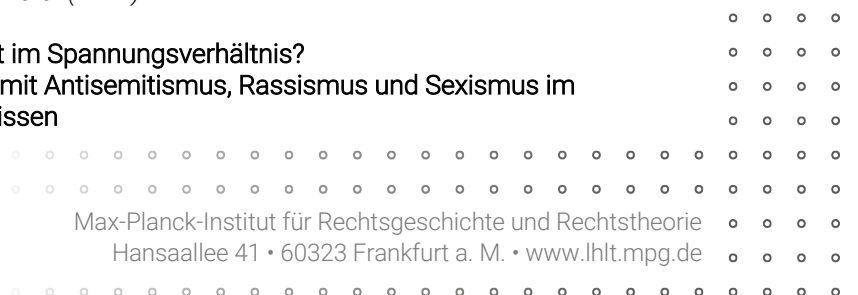 t im Spannungsverhältnis?
mit Antisemitismus, Rassismus und Sexismus im
issen
Max-Planck-Institut für Rechtsgeschichte und Rechtstheorie
Hansaallee 41 • 60323 Frankfurt a. M. • www.lhlt.mpg.de